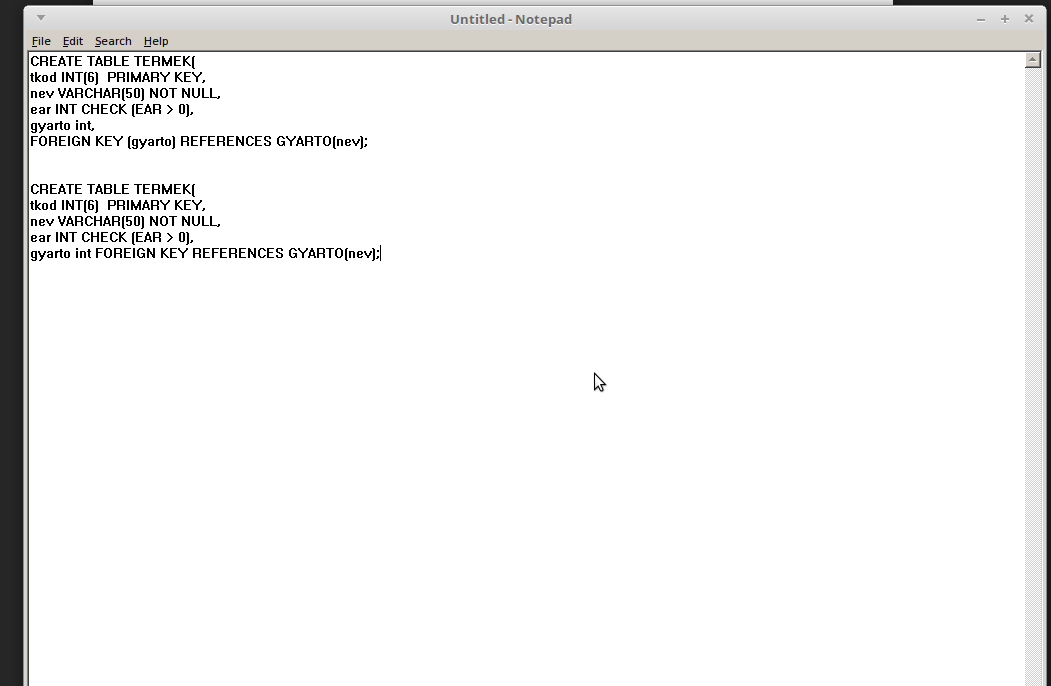 Untitled - Notepad
File Edit Search Help
CREATE TABLE TERMEK(
tkod INT(6)  PRIMARY KEY,
nev VARCHAR(50) NOT NULL,
ear INT CHECK (EAR > 0),
gyarto int,
FOREIGN KEY (gyarto) REFERENCES GYARTO(nev);
CREATE TABLE TERMEK(
tkod INT(6)  PRIMARY KEY,
nev VARCHAR(50) NOT NULL,
ear INT CHECK (EAR > 0),
gyarto int FOREIGN KEY REFERENCES GYARTO(nev);